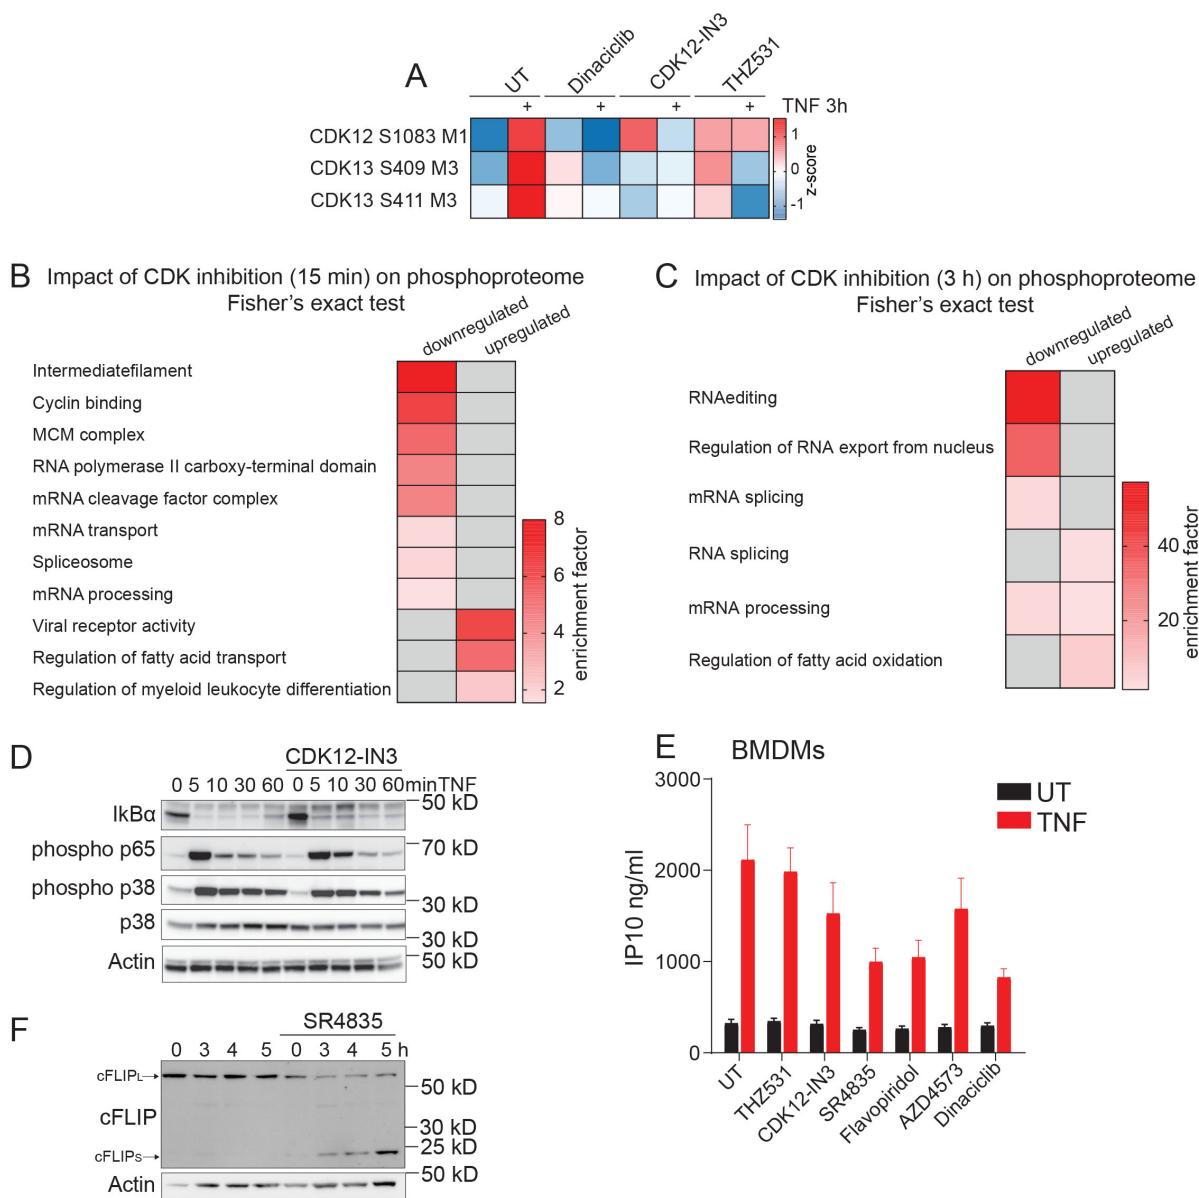 A
UT Dinaciclib CDK12-IN3 THZ531
+ + + + TNF 3h
CDK12 S1083 M1
CDK13 S409 M3
CDK13 S411 M3
1
0
-1
z-score
B Impact of CDK inhibition (15 min) on phosphoproteome
Fisher's exact test
downregulated upregulated
Intermediatefilament
Cyclin binding
MCM complex
RNA polymerase II carboxy-terminal domain
mRNA cleavage factor complex
mRNA transport
Spliceosome
mRNA processing
Viral receptor activity
Regulation of fatty acid transport
Regulation of myeloid leukocyte differentiation
8
6
4
2
enrichment factor
C Impact of CDK inhibition (3 h) on phosphoproteome
Fisher's exact test
downregulated upregulated
RNAediting
Regulation of RNA export from nucleus
mRNA splicing
RNA splicing
mRNA processing
Regulation of fatty acid oxidation
40
20
enrichment factor
D
CDK12-IN3
0 5 10 30 60 0 5 10 30 60 minTNF
IkBα
50 kD
phospho p65
70 kD
phospho p38
30 kD
p38
30 kD
Actin
50 kD
E BMDMs
3000
2000
1000
0
IP10 ng/ml
UT
TNF
UT THZ531 CDK12-IN3 SR4835 Flavopiridol AZD4573 Dinaciclib
F
SR4835
0 3 4 5 0 3 4 5 h
cFLIPL→
50 kD
cFLIP
30 kD
25 kD
cFLIPS→
50 kD
Actin